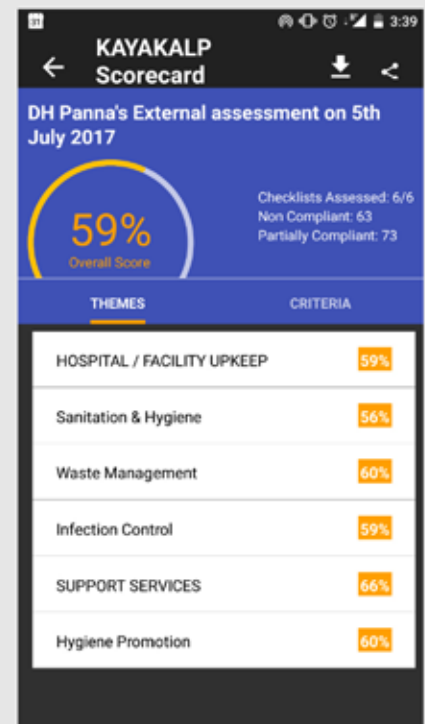 31 3:39
KAYAKALP
Scorecard
DH Panna's External assessment on 5th
July 2017
59%
Overall Score
Checklists Assessed: 6/6
Non Compliant: 63
Partially Compliant: 73
THEMES CRITERIA
HOSPITAL / FACILITY UPKEEP 59%
Sanitation & Hygiene 56%
Waste Management 60%
Infection Control 59%
SUPPORT SERVICES 66%
Hygiene Promotion 60%